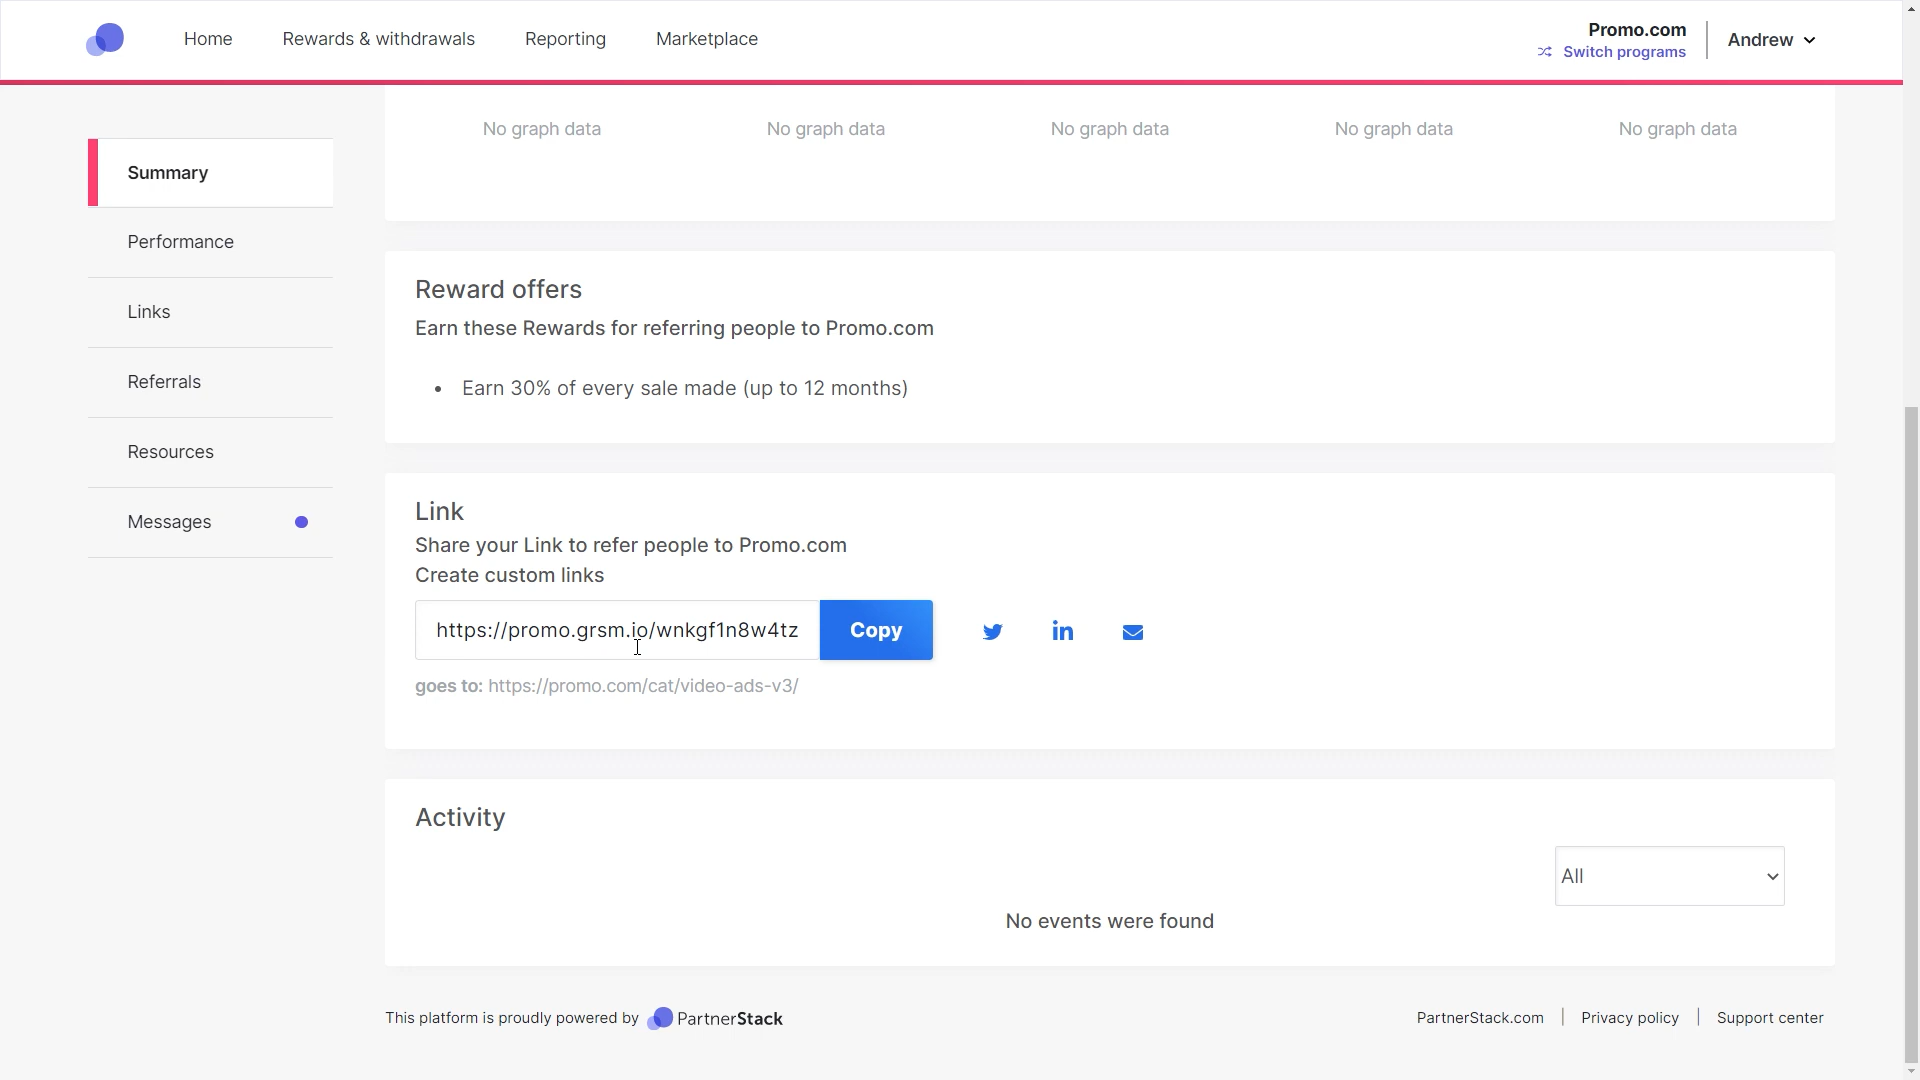 Home Rewards & withdrawals Reporting Marketplace
Promo.com
Switch programs
Andrew
Summary
Performance
Links
Referrals
Resources
Messages
No graph data No graph data No graph data No graph data No graph data
Reward offers
Earn these Rewards for referring people to Promo.com
• Earn 30% of every sale made (up to 12 months)
Link
Share your Link to refer people to Promo.com
Create custom links
https://promo.grsm.io/wnkgf1n8w4tz Copy
goes to: https://promo.com/cat/video-ads-v3/
Activity
All
No events were found
This platform is proudly powered by PartnerStack
PartnerStack.com | Privacy policy | Support center